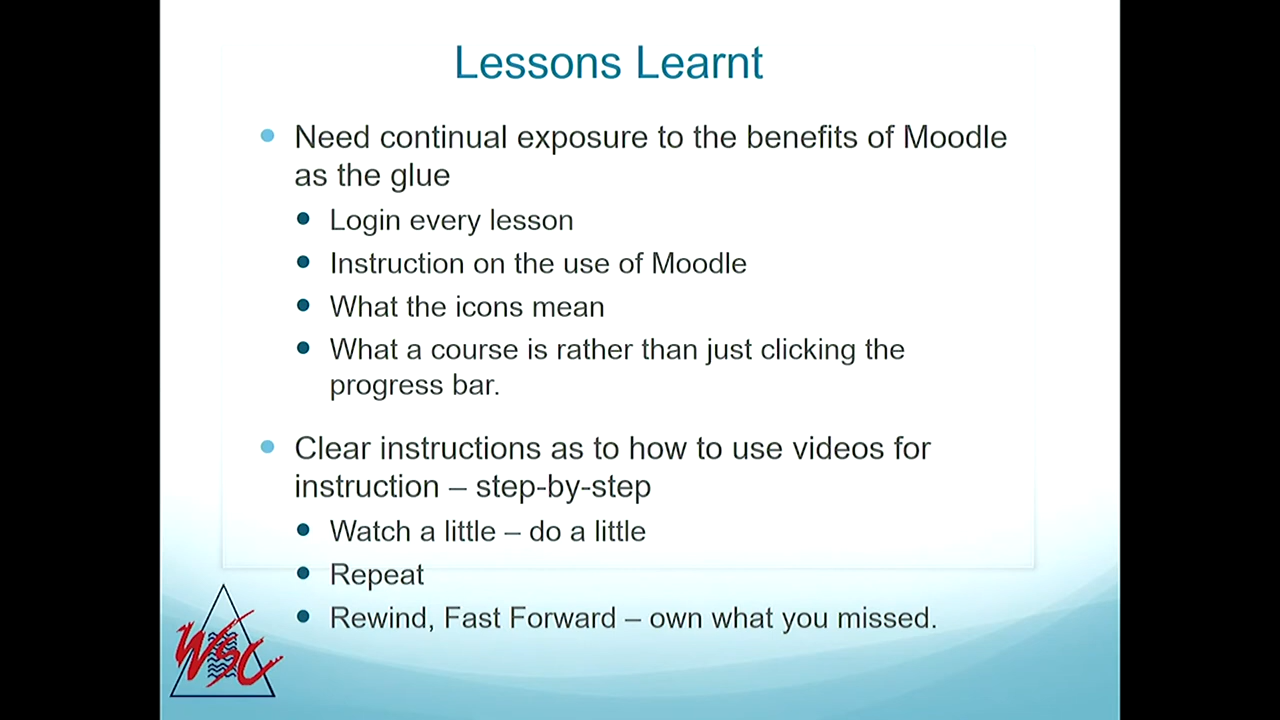 Lessons Learnt
Need continual exposure to the benefits of Moodle
as the glue
Login every lesson
Instruction on the use of Moodle
What the icons mean
What a course is rather than just clicking the
progress bar.
Clear instructions as to how to use videos for
instruction – step-by-step
Watch a little – do a little
Repeat
Rewind, Fast Forward – own what you missed.
WSC